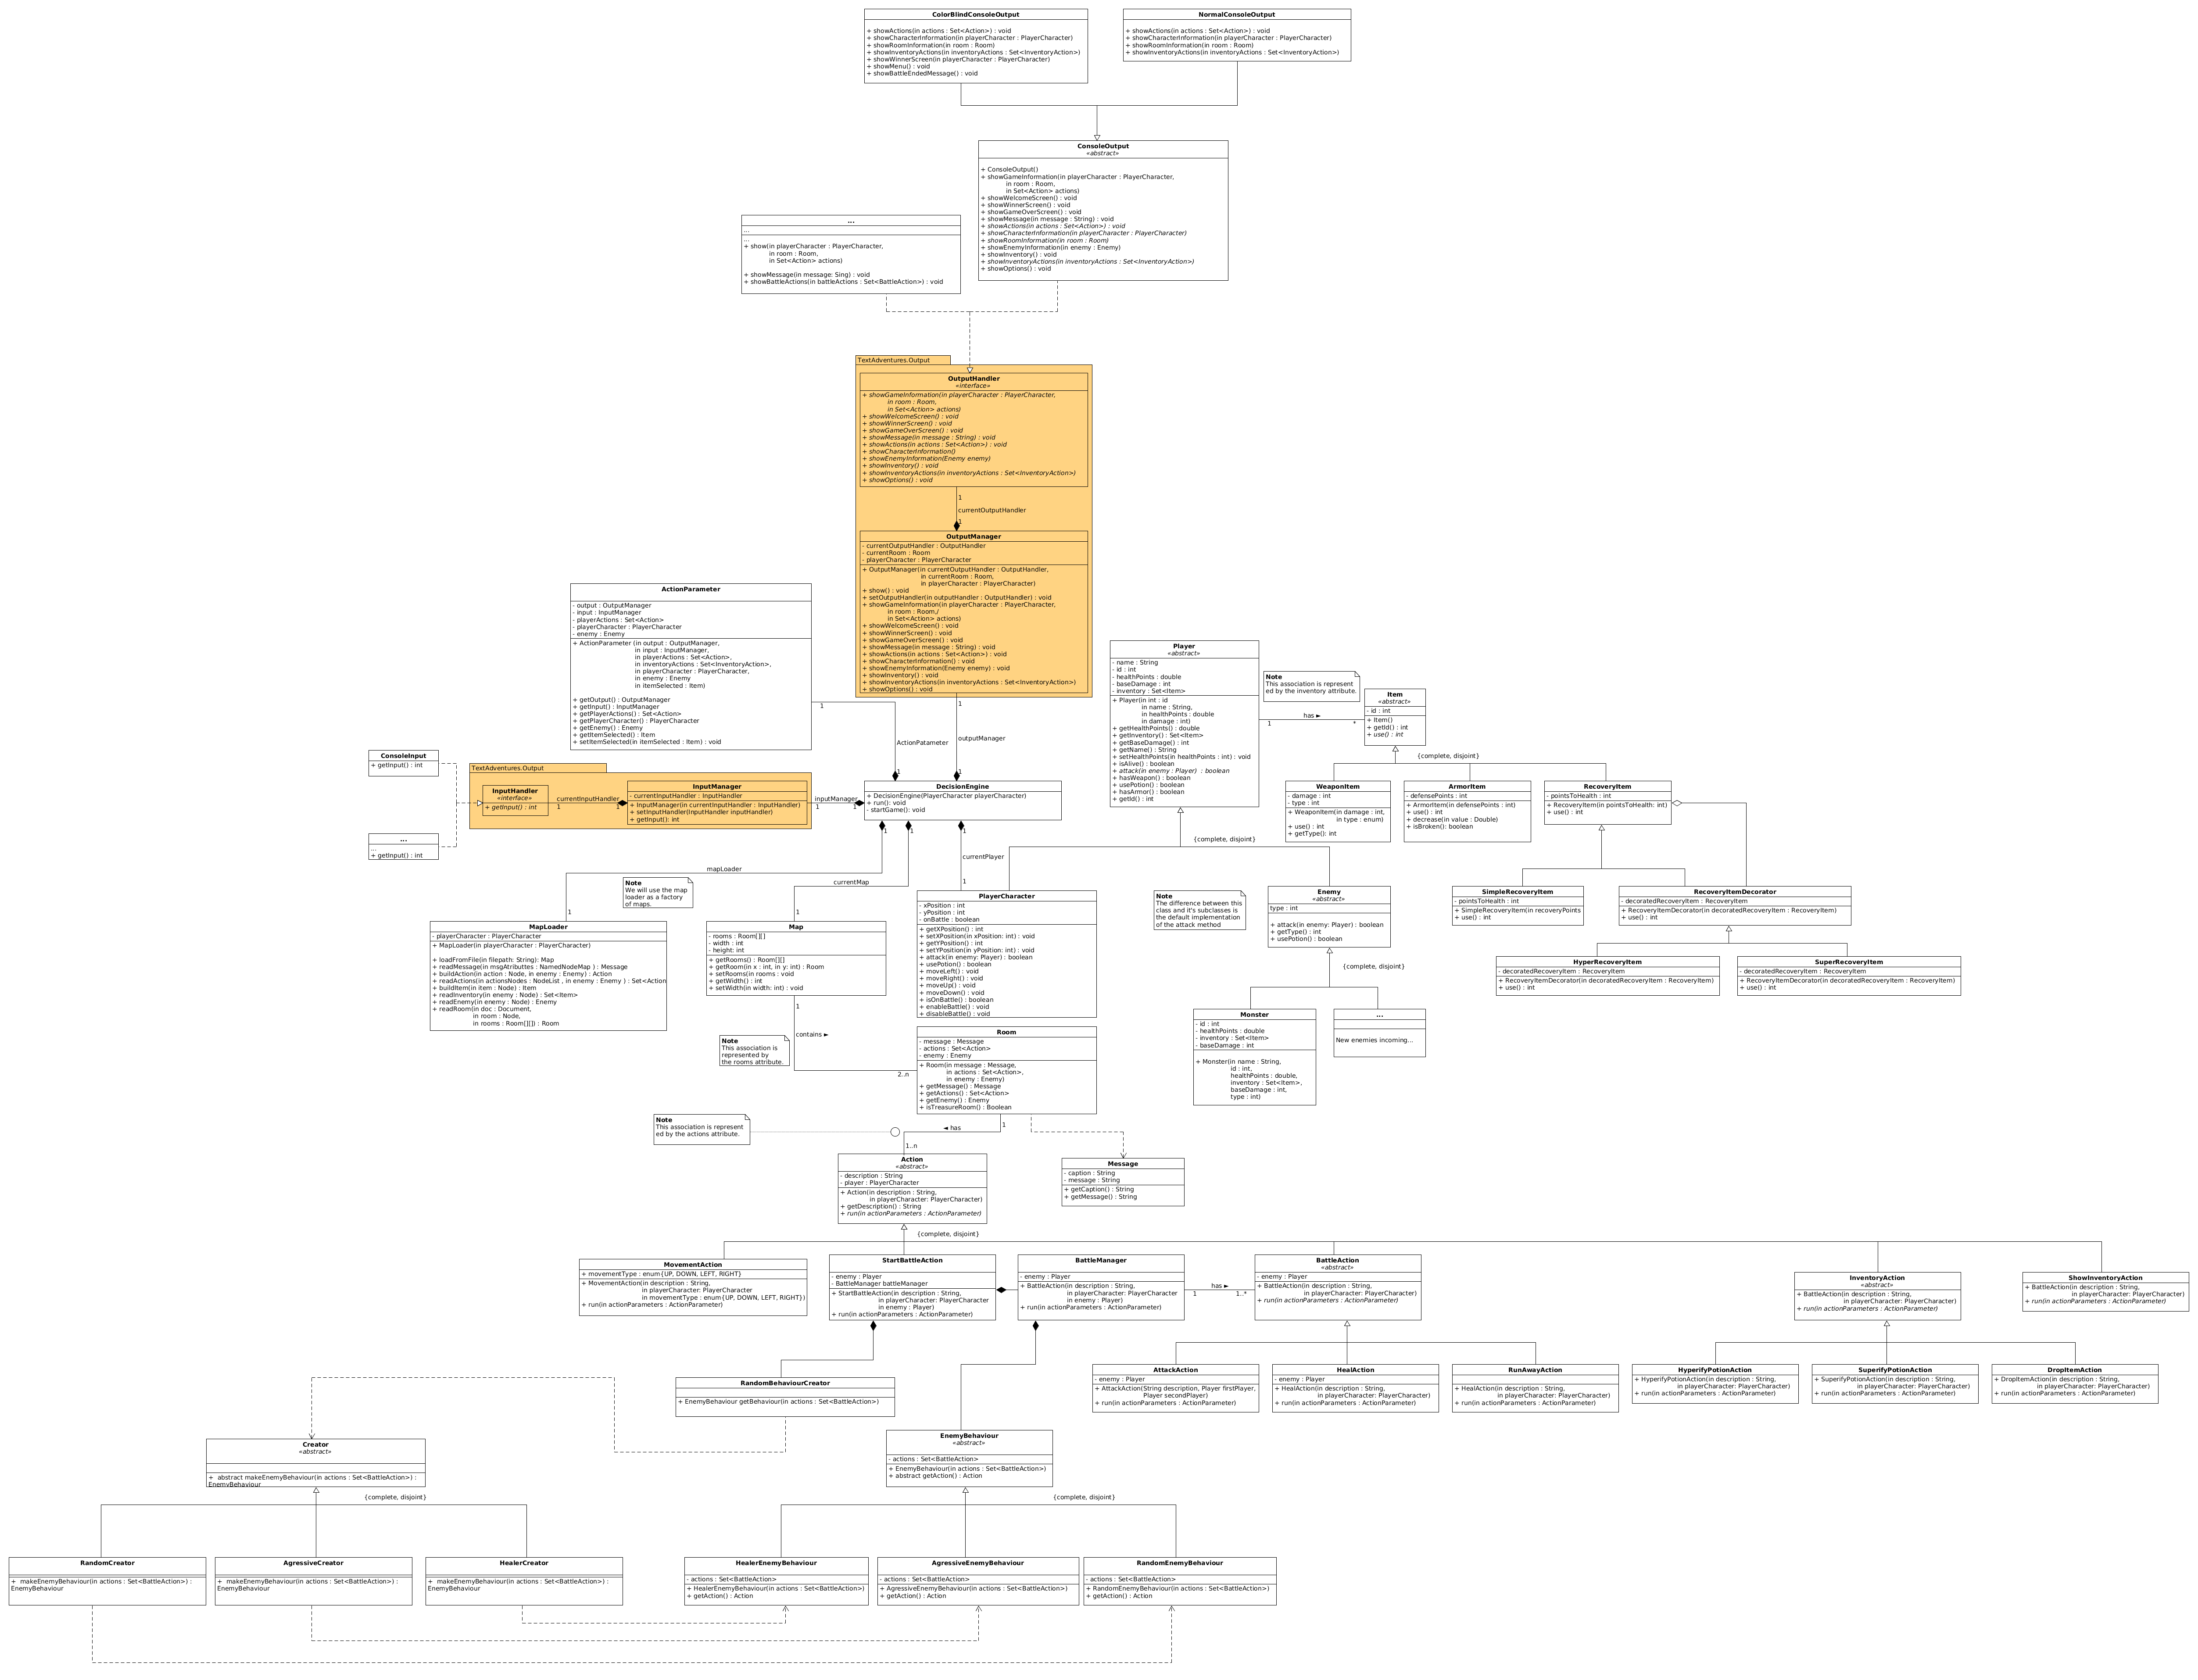 ColorBlindConsoleOutput
+ showActions(in actions : Set<Action>) : void
+ showCharacterInformation(in playerCharacter : PlayerCharacter)
+ showRoomInformation(in room : Room)
+ showInventoryActions(in inventoryActions : Set<InventoryAction>)
+ showWinnerScreen(in playerCharacter : PlayerCharacter)
+ showMenu() : void
+ showBattleEndedMessage() : void
NormalConsoleOutput
+ showActions(in actions : Set<Action>) : void
+ showCharacterInformation(in playerCharacter : PlayerCharacter)
+ showRoomInformation(in room : Room)
+ showInventoryActions(in inventoryActions : Set<InventoryAction>)
ConsoleOutput
«abstract»
+ ConsoleOutput()
+ showGameInformation(in playerCharacter : PlayerCharacter,
in room : Room,
in Set<Action> actions)
+ showWelcomeScreen() : void
+ showWinnerScreen() : void
+ showGameOverScreen() : void
+ showMessage(in message : String) : void
+ showActions(in actions : Set<Action>) : void
+ showCharacterInformation(in playerCharacter : PlayerCharacter)
+ showRoomInformation(in room : Room)
+ showEnemyInformation(in enemy : Enemy)
+ showInventory() : void
+ showInventoryActions(in inventoryActions : Set<InventoryAction>)
+ showOptions() : void
...
...
...
+ show(in playerCharacter : PlayerCharacter,
in room : Room,
in Set<Action> actions)
+ showMessage(in message: Sing) : void
+ showBattleActions(in battleActions : Set<BattleAction>) : void
TextAdventures.Output
OutputHandler
«interface»
+ showGameInformation(in playerCharacter : PlayerCharacter,
in room : Room,
in Set<Action> actions)
+ showWelcomeScreen() : void
+ showWinnerScreen() : void
+ showGameOverScreen() : void
+ showMessage(in message : String) : void
+ showActions(in actions : Set<Action>) : void
+ showCharacterInformation()
+ showEnemyInformation(Enemy enemy)
+ showInventory() : void
+ showInventoryActions(in inventoryActions : Set<InventoryAction>)
+ showOptions() : void
1
currentOutputHandler
1
OutputManager
- currentOutputHandler : OutputHandler
- currentRoom : Room
- playerCharacter : PlayerCharacter
+ OutputManager(in currentOutputHandler : OutputHandler,
in currentRoom : Room,
in playerCharacter : PlayerCharacter)
+ show() : void
+ setOutputHandler(in outputHandler : OutputHandler) : void
+ showGameInformation(in playerCharacter : PlayerCharacter,
in room : Room,/
in Set<Action> actions)
+ showWelcomeScreen() : void
+ showWinnerScreen() : void
+ showGameOverScreen() : void
+ showMessage(in message : String) : void
+ showActions(in actions : Set<Action>) : void
+ showCharacterInformation() : void
+ showEnemyInformation(Enemy enemy) : void
+ showInventory() : void
+ showInventoryActions(in inventoryActions : Set<InventoryAction>)
+ showOptions() : void
ActionParameter
- output : OutputManager
- input : InputManager
- playerActions : Set<Action>
- playerCharacter : PlayerCharacter
- enemy : Enemy
+ ActionParameter (in output : OutputManager,
in input : InputManager,
in playerActions : Set<Action>,
in inventoryActions : Set<InventoryAction>,
in playerCharacter : PlayerCharacter,
in enemy : Enemy
in itemSelected : Item)
+ getOutput() : OutputManager
+ getInput() : InputManager
+ getPlayerActions() : Set<Action>
+ getPlayerCharacter() : PlayerCharacter
+ getEnemy() : Enemy
+ getItemSelected() : Item
+ setItemSelected(in itemSelected : Item) : void
1
ActionPatameter
1
1
outputManager
1
Player
«abstract»
- name : String
- id : int
- healthPoints : double
- baseDamage : int
- inventory : Set<Item>
+ Player(in int : id
in name : String,
in healthPoints : double
in damage : int)
+ getHealthPoints() : double
+ getInventory() : Set<Item>
+ getBaseDamage() : int
+ getName() : String
+ setHealthPoints(in healthPoints : int) : void
+ isAlive() : boolean
+ attack(in enemy : Player) : boolean
+ hasWeapon() : boolean
+ usePotion() : boolean
+ hasArmor() : boolean
+ getId() : int
Note
This association is represent
ed by the inventory attribute.
has ►
1
*
Item
«abstract»
- id : int
+ Item()
+ getId() : int
+ use() : int
{complete, disjoint}
ConsoleInput
+ getInput() : int
...
...
+ getInput() : int
TextAdventures.Output
InputHandler
«interface»
+ getInput() : int
currentInputHandler
1
1
InputManager
- currentInputHandler : InputHandler
+ InputManager(in currentInputHandler : InputHandler)
+ setInputHandler(InputHandler inputHandler)
+ getInput(): int
inputManager
1
1
DecisionEngine
+ DecisionEngine(PlayerCharacter playerCharacter)
+ run(): void
- startGame(): void
WeaponItem
- damage : int
- type : int
+ WeaponItem(in damage : int,
in type : enum)
+ use() : int
+ getType(): int
ArmorItem
- defensePoints : int
+ ArmorItem(in defensePoints : int)
+ use() : int
+ decrease(in value : Double)
+ isBroken(): boolean
RecoveryItem
- pointsToHealth : int
+ RecoveryItem(in pointsToHealth: int)
+ use() : int
1
1
1
mapLoader
currentMap
currentPlayer
1
1
1
{complete, disjoint}
Note
We will use the map
loader as a factory
of maps.
MapLoader
- playerCharacter : PlayerCharacter
+ MapLoader(in playerCharacter : PlayerCharacter)
+ loadFromFile(in filepath: String): Map
+ readMessage(in msgAtributtes : NamedNodeMap ) : Message
+ buildAction(in action : Node, in enemy : Enemy) : Action
+ readActions(in actionsNodes : NodeList , in enemy : Enemy ) : Set<Action
+ buildItem(in item : Node) : Item
+ readInventory(in enemy : Node) : Set<Item>
+ readEnemy(in enemy : Node) : Enemy
+ readRoom(in doc : Document,
in room : Node,
in rooms : Room[][]) : Room
Map
- rooms : Room[][]
- width : int
- height: int
+ getRooms() : Room[][]
+ getRoom(in x : int, in y: int) : Room
+ setRooms(in rooms : void
+ getWidth() : int
+ setWidth(in width: int) : void
PlayerCharacter
- xPosition : int
- yPosition : int
- onBattle : boolean
+ getXPosition() : int
+ setXPosition(in xPosition: int) : void
+ getYPosition() : int
+ setYPosition(in yPosition: int) : void
+ attack(in enemy: Player) : boolean
+ usePotion() : boolean
+ moveLeft() : void
+ moveRight() : void
+ moveUp() : void
+ moveDown() : void
+ isOnBattle() : boolean
+ enableBattle() : void
+ disableBattle() : void
Note
The difference between this
class and it's subclasses is
the default implementation
of the attack method
Enemy
«abstract»
type : int
+ attack(in enemy: Player) : boolean
+ getType() : int
+ usePotion() : boolean
{complete, disjoint}
SimpleRecoveryItem
- pointsToHealth : int
+ SimpleRecoveryItem(in recoveryPoints
+ use() : int
RecoveryItemDecorator
- decoratedRecoveryItem : RecoveryItem
+ RecoveryItemDecorator(in decoratedRecoveryItem : RecoveryItem)
+ use() : int
HyperRecoveryItem
- decoratedRecoveryItem : RecoveryItem
+ RecoveryItemDecorator(in decoratedRecoveryItem : RecoveryItem)
+ use() : int
SuperRecoveryItem
- decoratedRecoveryItem : RecoveryItem
+ RecoveryItemDecorator(in decoratedRecoveryItem : RecoveryItem)
+ use() : int
Monster
- id : int
- healthPoints : double
- inventory : Set<Item>
- baseDamage : int
+ Monster(in name : String,
id : int,
healthPoints : double,
inventory : Set<Item>,
baseDamage : int,
type : int)
...
New enemies incoming...
1
contains ►
2..n
Note
This association is
represented by
the rooms attribute.
Room
- message : Message
- actions : Set<Action>
- enemy : Enemy
+ Room(in message : Message,
in actions : Set<Action>,
in enemy : Enemy)
+ getMessage() : Message
+ getActions() : Set<Action>
+ getEnemy() : Enemy
+ isTreasureRoom() : Boolean
Note
This association is represent
ed by the actions attribute.
◄ has
1
1..n
Action
«abstract»
- description : String
- player : PlayerCharacter
+ Action(in description : String,
in playerCharacter: PlayerCharacter)
+ getDescription() : String
+ run(in actionParameters : ActionParameter)
Message
- caption : String
- message : String
+ getCaption() : String
+ getMessage() : String
{complete, disjoint}
MovementAction
+ movementType : enum{UP, DOWN, LEFT, RIGHT}
+ MovementAction(in description : String,
in playerCharacter: PlayerCharacter
in movementType : enum{UP, DOWN, LEFT, RIGHT})
+ run(in actionParameters : ActionParameter)
StartBattleAction
- enemy : Player
- BattleManager battleManager
+ StartBattleAction(in description : String,
in playerCharacter: PlayerCharacter
in enemy : Player)
+ run(in actionParameters : ActionParameter)
BattleManager
- enemy : Player
+ BattleAction(in description : String,
in playerCharacter: PlayerCharacter
in enemy : Player)
+ run(in actionParameters : ActionParameter)
has ►
1
1..*
BattleAction
«abstract»
- enemy : Player
+ BattleAction(in description : String,
in playerCharacter: PlayerCharacter)
+ run(in actionParameters : ActionParameter)
InventoryAction
«abstract»
+ BattleAction(in description : String,
in playerCharacter: PlayerCharacter)
+ run(in actionParameters : ActionParameter)
ShowInventoryAction
+ BattleAction(in description : String,
in playerCharacter: PlayerCharacter)
+ run(in actionParameters : ActionParameter)
AttackAction
- enemy : Player
+ AttackAction(String description, Player firstPlayer,
Player secondPlayer)
+ run(in actionParameters : ActionParameter)
HealAction
- enemy : Player
+ HealAction(in description : String,
in playerCharacter: PlayerCharacter)
+ run(in actionParameters : ActionParameter)
RunAwayAction
+ HealAction(in description : String,
in playerCharacter: PlayerCharacter)
+ run(in actionParameters : ActionParameter)
HyperifyPotionAction
+ HyperifyPotionAction(in description : String,
in playerCharacter: PlayerCharacter)
+ run(in actionParameters : ActionParameter)
SuperifyPotionAction
+ SuperifyPotionAction(in description : String,
in playerCharacter: PlayerCharacter)
+ run(in actionParameters : ActionParameter)
DropItemAction
+ DropItemAction(in description : String,
in playerCharacter: PlayerCharacter)
+ run(in actionParameters : ActionParameter)
RandomBehaviourCreator
+ EnemyBehaviour getBehaviour(in actions : Set<BattleAction>)
Creator
«abstract»
+ abstract makeEnemyBehaviour(in actions : Set<BattleAction>) :
EnemyBehaviour
{complete, disjoint}
EnemyBehaviour
«abstract»
- actions : Set<BattleAction>
+ EnemyBehaviour(in actions : Set<BattleAction>)
+ abstract getAction() : Action
{complete, disjoint}
RandomCreator
+ makeEnemyBehaviour(in actions : Set<BattleAction>) :
EnemyBehaviour
AgressiveCreator
+ makeEnemyBehaviour(in actions : Set<BattleAction>) :
EnemyBehaviour
HealerCreator
+ makeEnemyBehaviour(in actions : Set<BattleAction>) :
EnemyBehaviour
HealerEnemyBehaviour
- actions : Set<BattleAction>
+ HealerEnemyBehaviour(in actions : Set<BattleAction>)
+ getAction() : Action
AgressiveEnemyBehaviour
- actions : Set<BattleAction>
+ AgressiveEnemyBehaviour(in actions : Set<BattleAction>)
+ getAction() : Action
RandomEnemyBehaviour
- actions : Set<BattleAction>
+ RandomEnemyBehaviour(in actions : Set<BattleAction>)
+ getAction() : Action